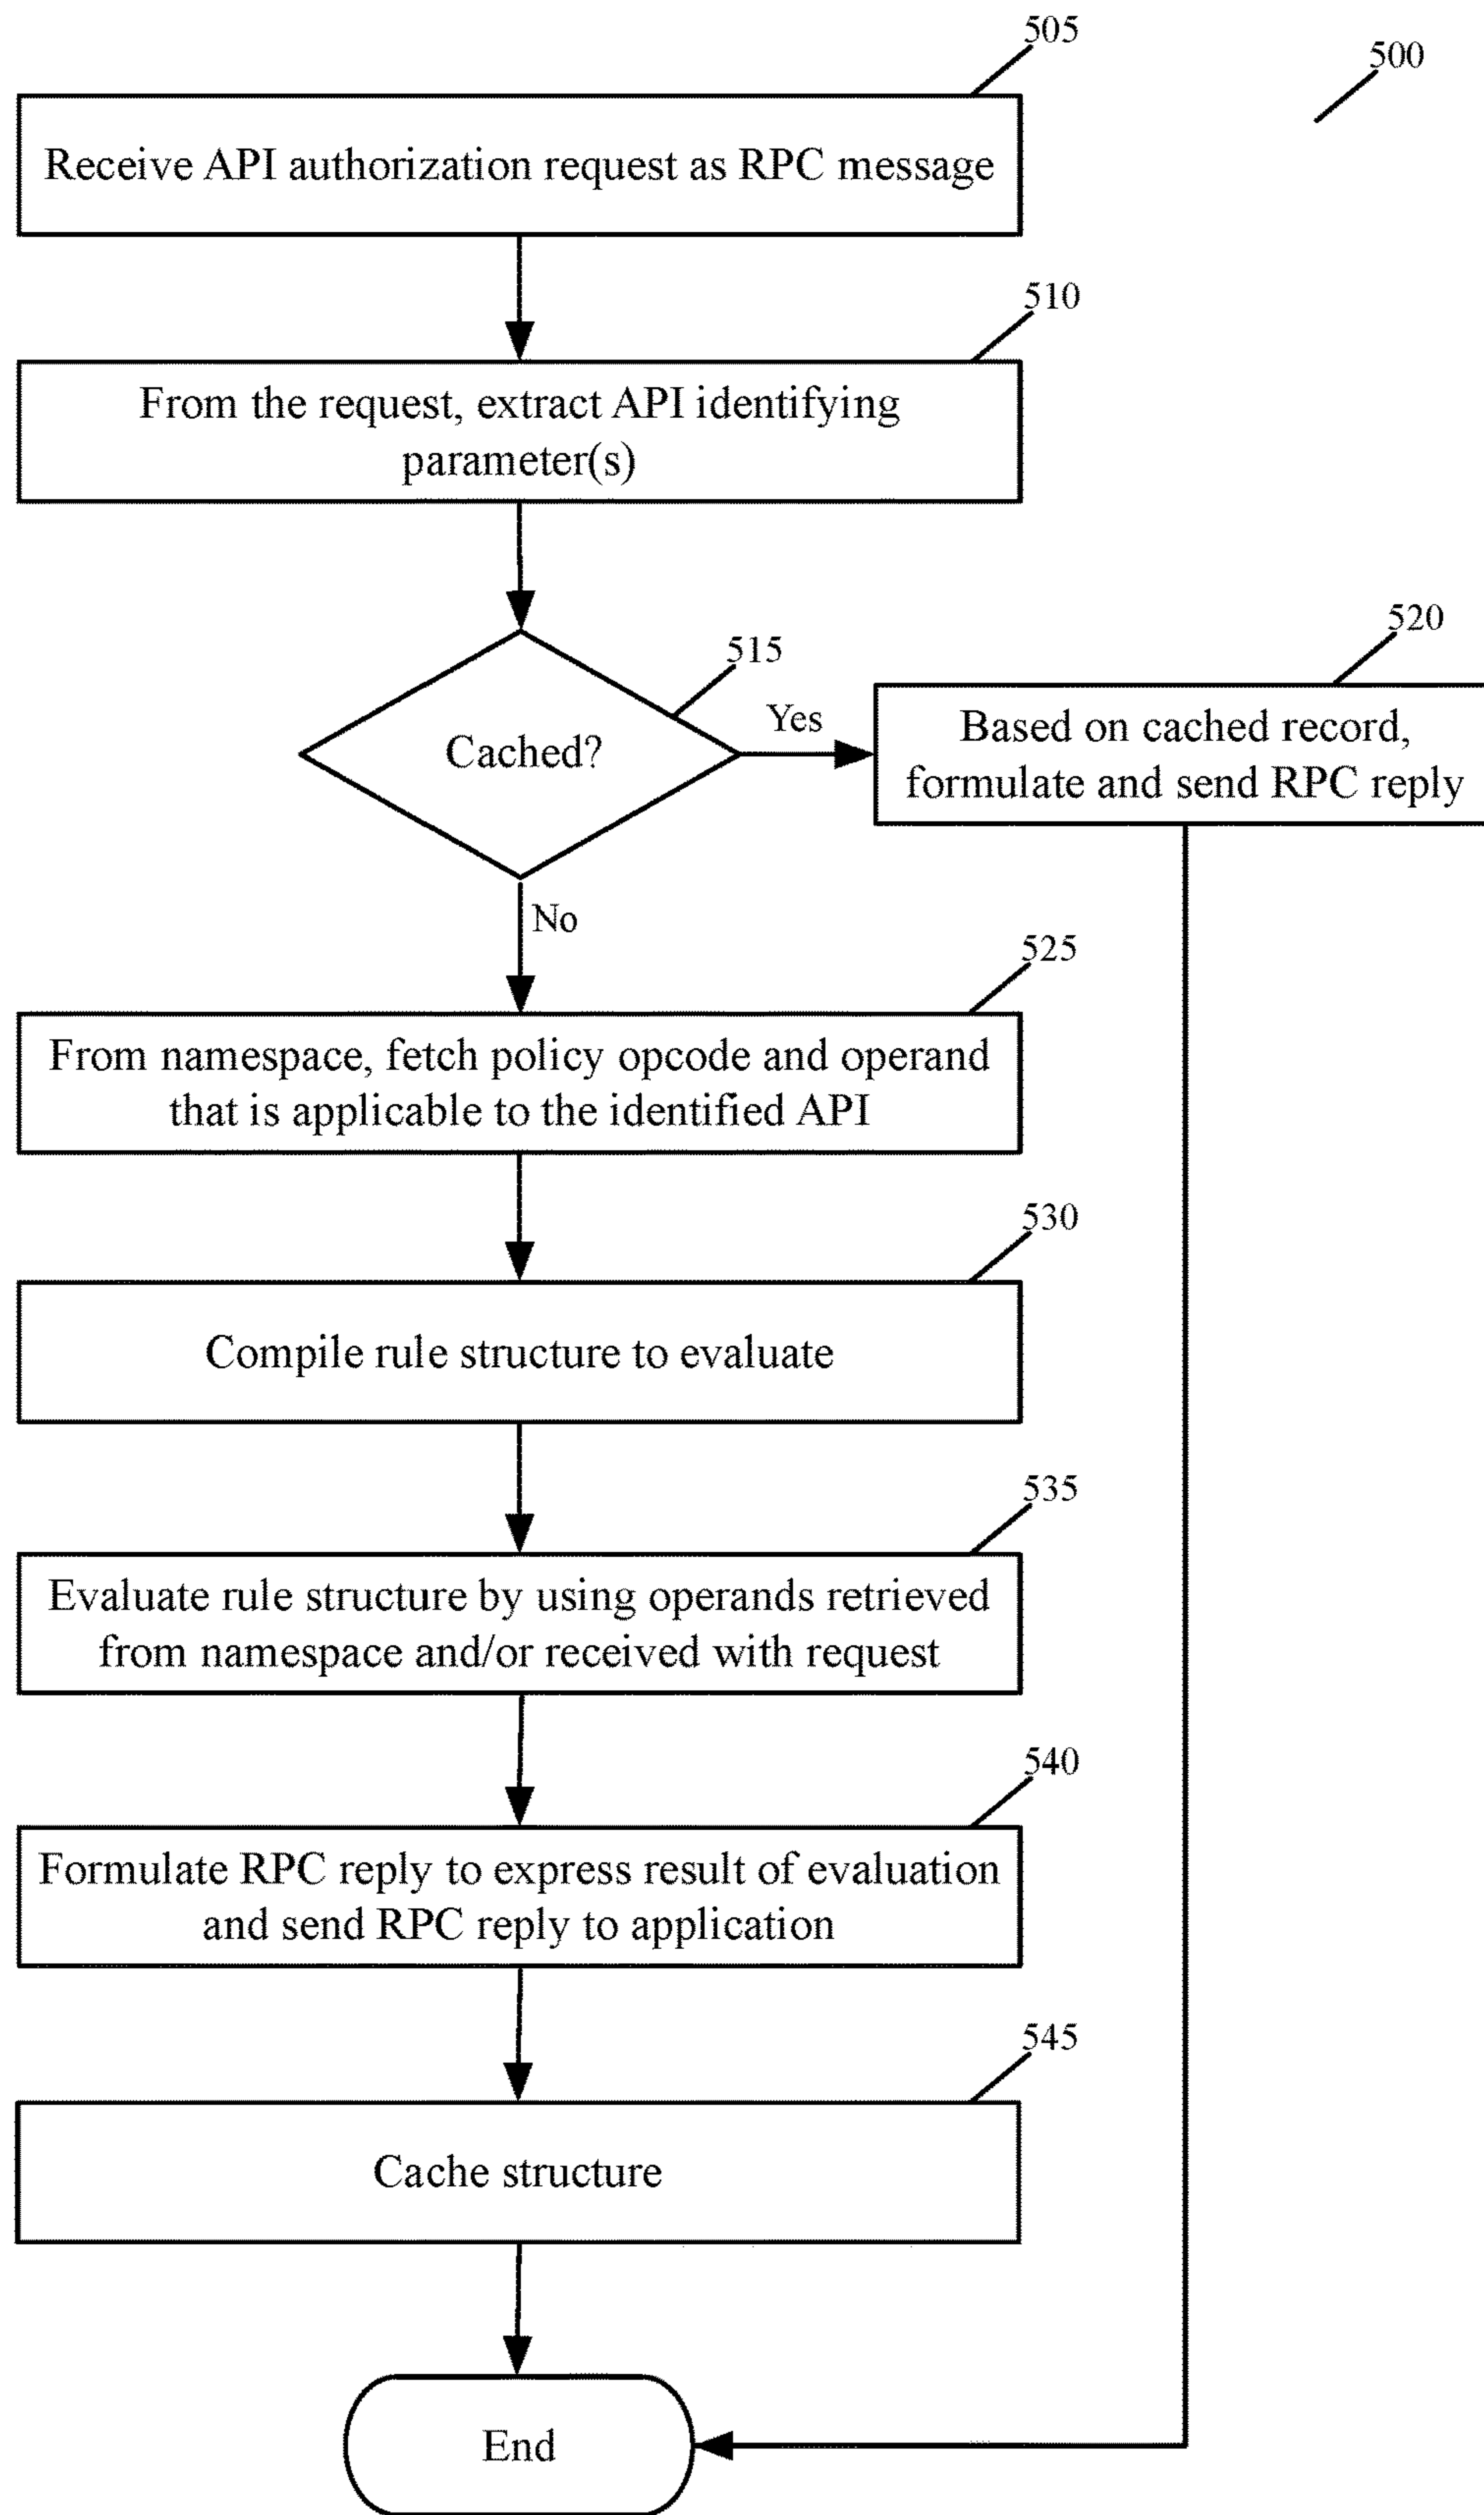 505
500
Receive API authorization request as RPC message
510
From the request, extract API identifying
parameter(s)
515
520
Cached?
Yes
Based on cached record,
formulate and send RPC reply
No
525
From namespace, fetch policy opcode and operand
that is applicable to the identified API
530
Compile rule structure to evaluate
535
Evaluate rule structure by using operands retrieved
from namespace and/or received with request
540
Formulate RPC reply to express result of evaluation
and send RPC reply to application
545
Cache structure
End